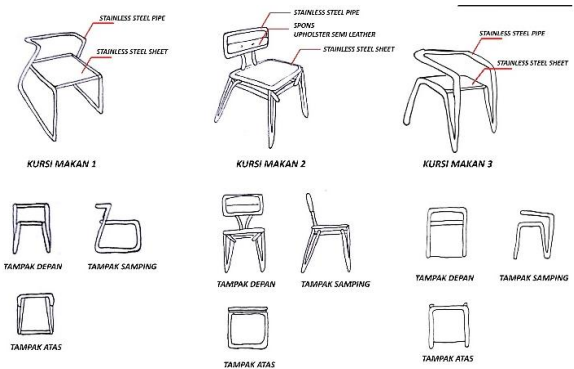 STAINLESS STEEL PIPE
STAINLESS STEEL SHEET
KURSI MAKAN 1
STAINLESS STEEL PIPE
SPONS
UPHOLSTER SEMI LEATHER
STAINLESS STEEL SHEET
KURSI MAKAN 2
STAINLESS STEEL PIPE
STAINLESS STEEL SHEET
KURSI MAKAN 3
TAMPAK DEPAN
TAMPAK SAMPING
TAMPAK ATAS
TAMPAK DEPAN
TAMPAK SAMPING
TAMPAK ATAS
TAMPAK DEPAN
TAMPAK SAMPING
TAMPAK ATAS